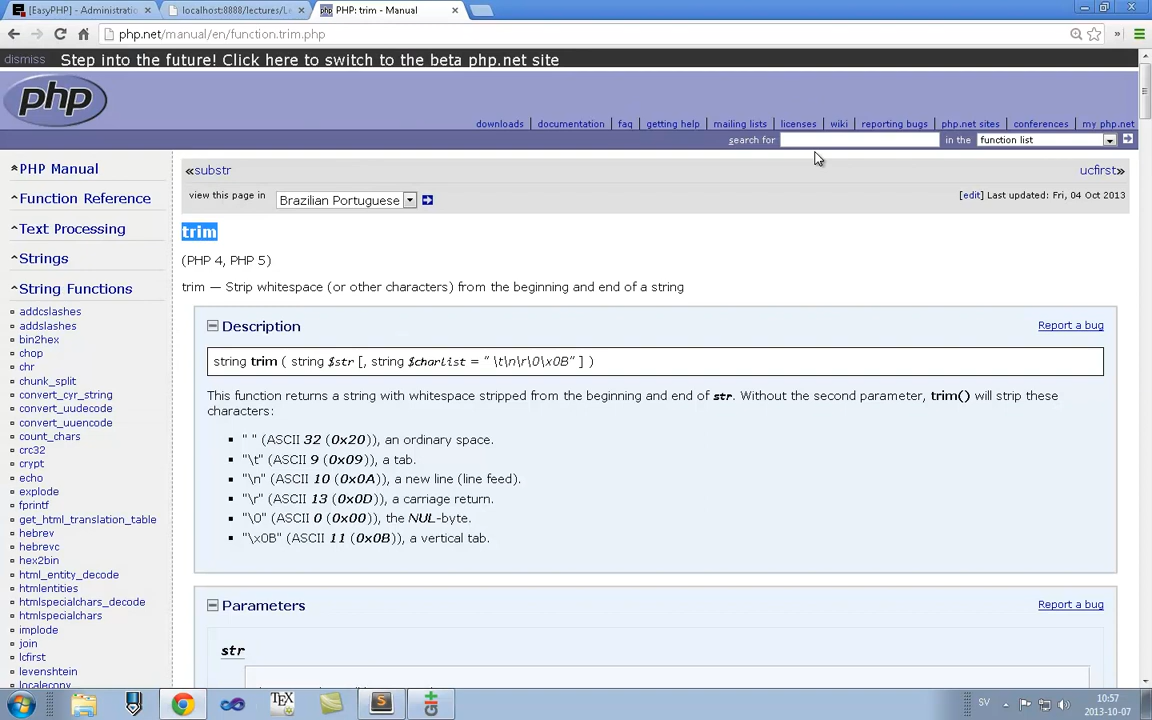 [EasyPHP] - Administratio
localhost:8888/lectures/Le
PHP: trim - Manual
php.net/manual/en/function.trim.php
dismiss
Step into the future! Click here to switch to the beta php.net site
php
downloads | documentation | faq | getting help | mailing lists | licenses | wiki | reporting bugs | php.net sites | conferences | my php.net
search for in the function list
PHP Manual
Function Reference
Text Processing
Strings
String Functions
addcslashes
addslashes
bin2hex
chop
chr
chunk_split
convert_cyr_string
convert_uudecode
convert_uuencode
count_chars
crc32
crypt
echo
explode
fprintf
get_html_translation_table
hebrev
hebrevc
hex2bin
html_entity_decode
htmlentities
htmlspecialchars_decode
htmlspecialchars
implode
join
lcfirst
levenshtein
localeconv
«substr
ucfirst»
view this page in Brazilian Portuguese
[edit] Last updated: Fri, 04 Oct 2013
trim
(PHP 4, PHP 5)
trim — Strip whitespace (or other characters) from the beginning and end of a string
Description
Report a bug
string trim ( string $str [, string $charlist = " \t\n\r\0\x0B" ] )
This function returns a string with whitespace stripped from the beginning and end of str. Without the second parameter, trim() will strip these
characters:
" " (ASCII 32 (0x20)), an ordinary space.
"\t" (ASCII 9 (0x09)), a tab.
"\n" (ASCII 10 (0x0A)), a new line (line feed).
"\r" (ASCII 13 (0x0D)), a carriage return.
"\0" (ASCII 0 (0x00)), the NUL-byte.
"\x0B" (ASCII 11 (0x0B)), a vertical tab.
Parameters
Report a bug
str
SV
10:57
2013-10-07